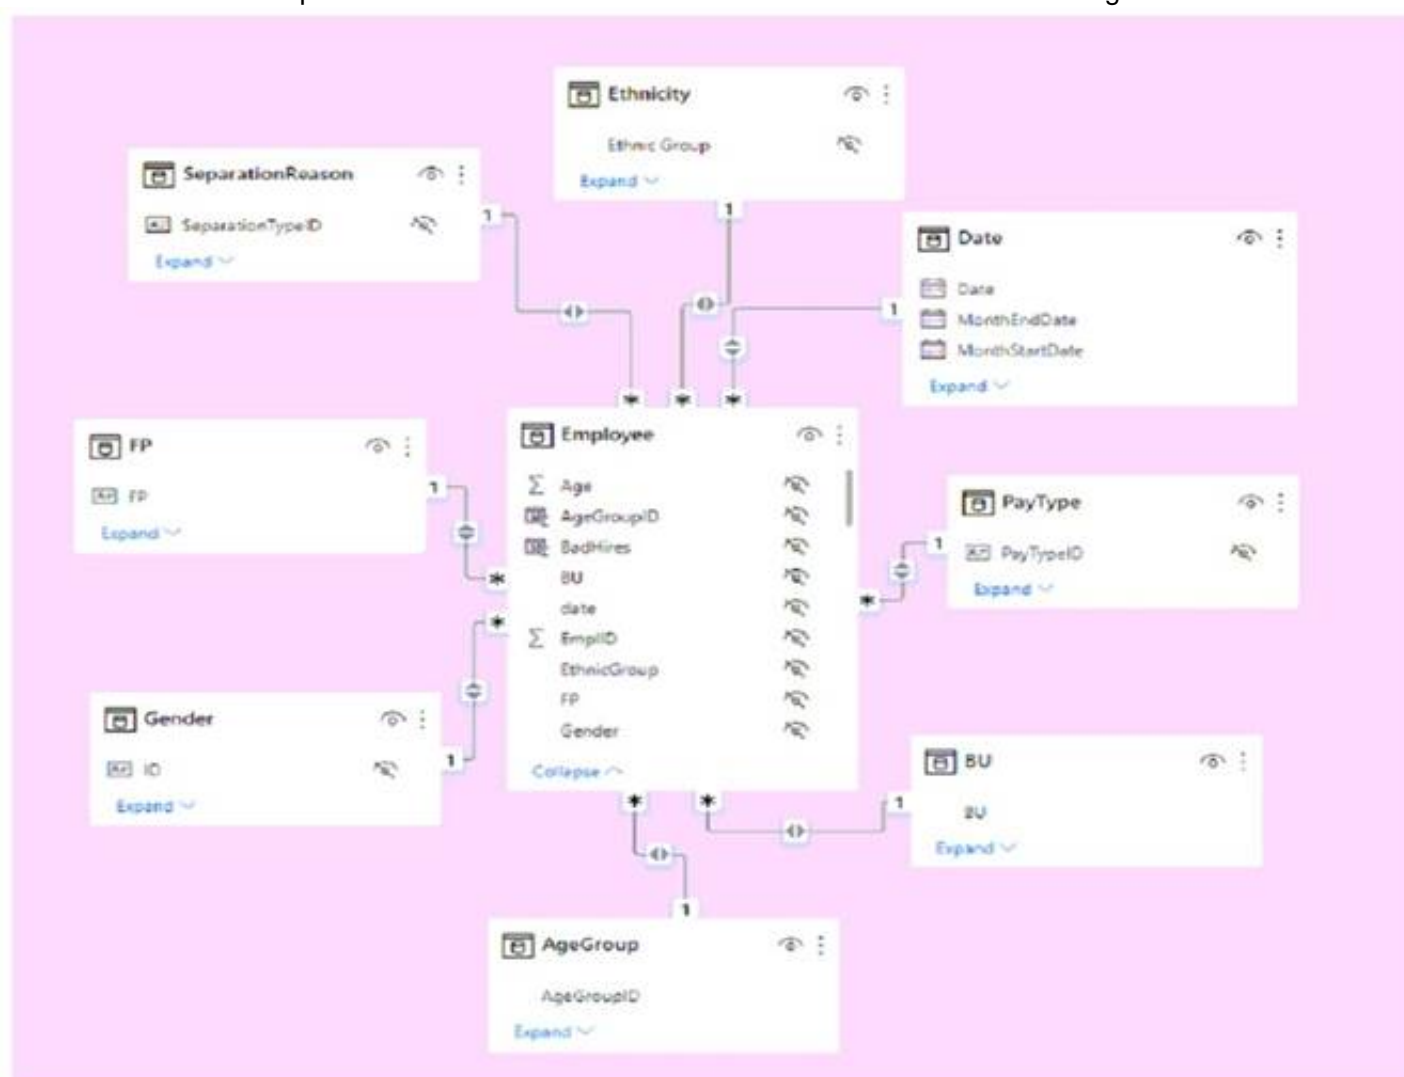 Ethnicity
Ethnic Group
Expand
SeparationReason
SeparationTypeID
Expand
1
1
Date
Date
MonthEndDate
MonthStartDate
Expand
1
* * *
FP
FP
Expand
1
*
Employee
Age
AgeGroupID
BadHires
BU
date
EmplID
EthnicGroup
FP
Gender
Collapse
PayType
PayTypeID
Expand
1
*
*
Gender
ID
Expand
1
* *
BU
BU
Expand
1
1
AgeGroup
AgeGroupID
Expand